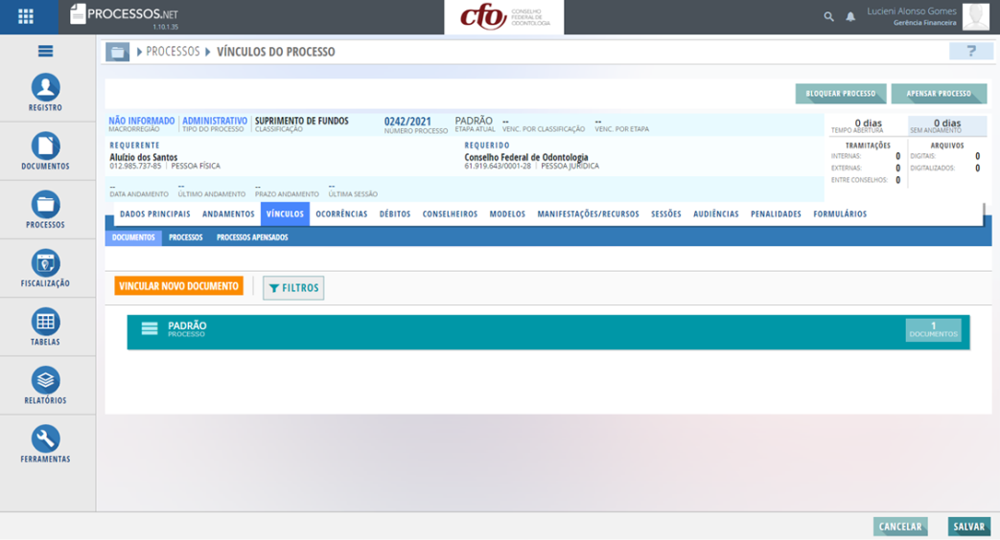 PROCESSOS.NET
1.10.1.35
cfo CONSELHO FEDERAL DE ODONTOLOGIA
Lucieni Alonso Gomes
Gerência Financeira
PROCESSOS VÍNCULOS DO PROCESSO
?
REGISTRO
DOCUMENTOS
PROCESSOS
FISCALIZAÇÃO
TABELAS
RELATÓRIOS
FERRAMENTAS
BLOQUEAR PROCESSO APENSAR PROCESSO
NÃO INFORMADO ADMINISTRATIVO SUPRIMENTO DE FUNDOS 0242/2021 PADRÃO -- --
MACRORREGIÃO TIPO DO PROCESSO CLASSIFICAÇÃO NUMERO PROCESSO ETAPA ATUAL VENC. POR CLASSIFICAÇÃO VENC. POR ETAPA
0 dias 0 dias
TEMPO ABERTURA SEM ANDAMENTO
REQUERENTE REQUERIDO
Aluízio dos Santos Conselho Federal de Odontologia
012.985.737-85 | PESSOA FÍSICA 61.919.643/0001-28 | PESSOA JURÍDICA
TRAMITAÇÕES ARQUIVOS
INTERNAS: 0 DIGITAIS: 0
EXTERNAS: 0 DIGITALIZADOS: 0
ENTRE CONSELHOS: 0
-- -- -- --
DATA ANDAMENTO ÚLTIMO ANDAMENTO PRAZO ANDAMENTO ÚLTIMA SESSÃO
DADOS PRINCIPAIS ANDAMENTOS VÍNCULOS OCORRÊNCIAS DÉBITOS CONSELHEIROS MODELOS MANIFESTAÇÕES/RECURSOS SESSÕES AUDIÊNCIAS PENALIDADES FORMULÁRIOS
DOCUMENTOS PROCESSOS PROCESSOS APENSADOS
VINCULAR NOVO DOCUMENTO FILTROS
PADRÃO 1
PROCESSO DOCUMENTOS
CANCELAR SALVAR